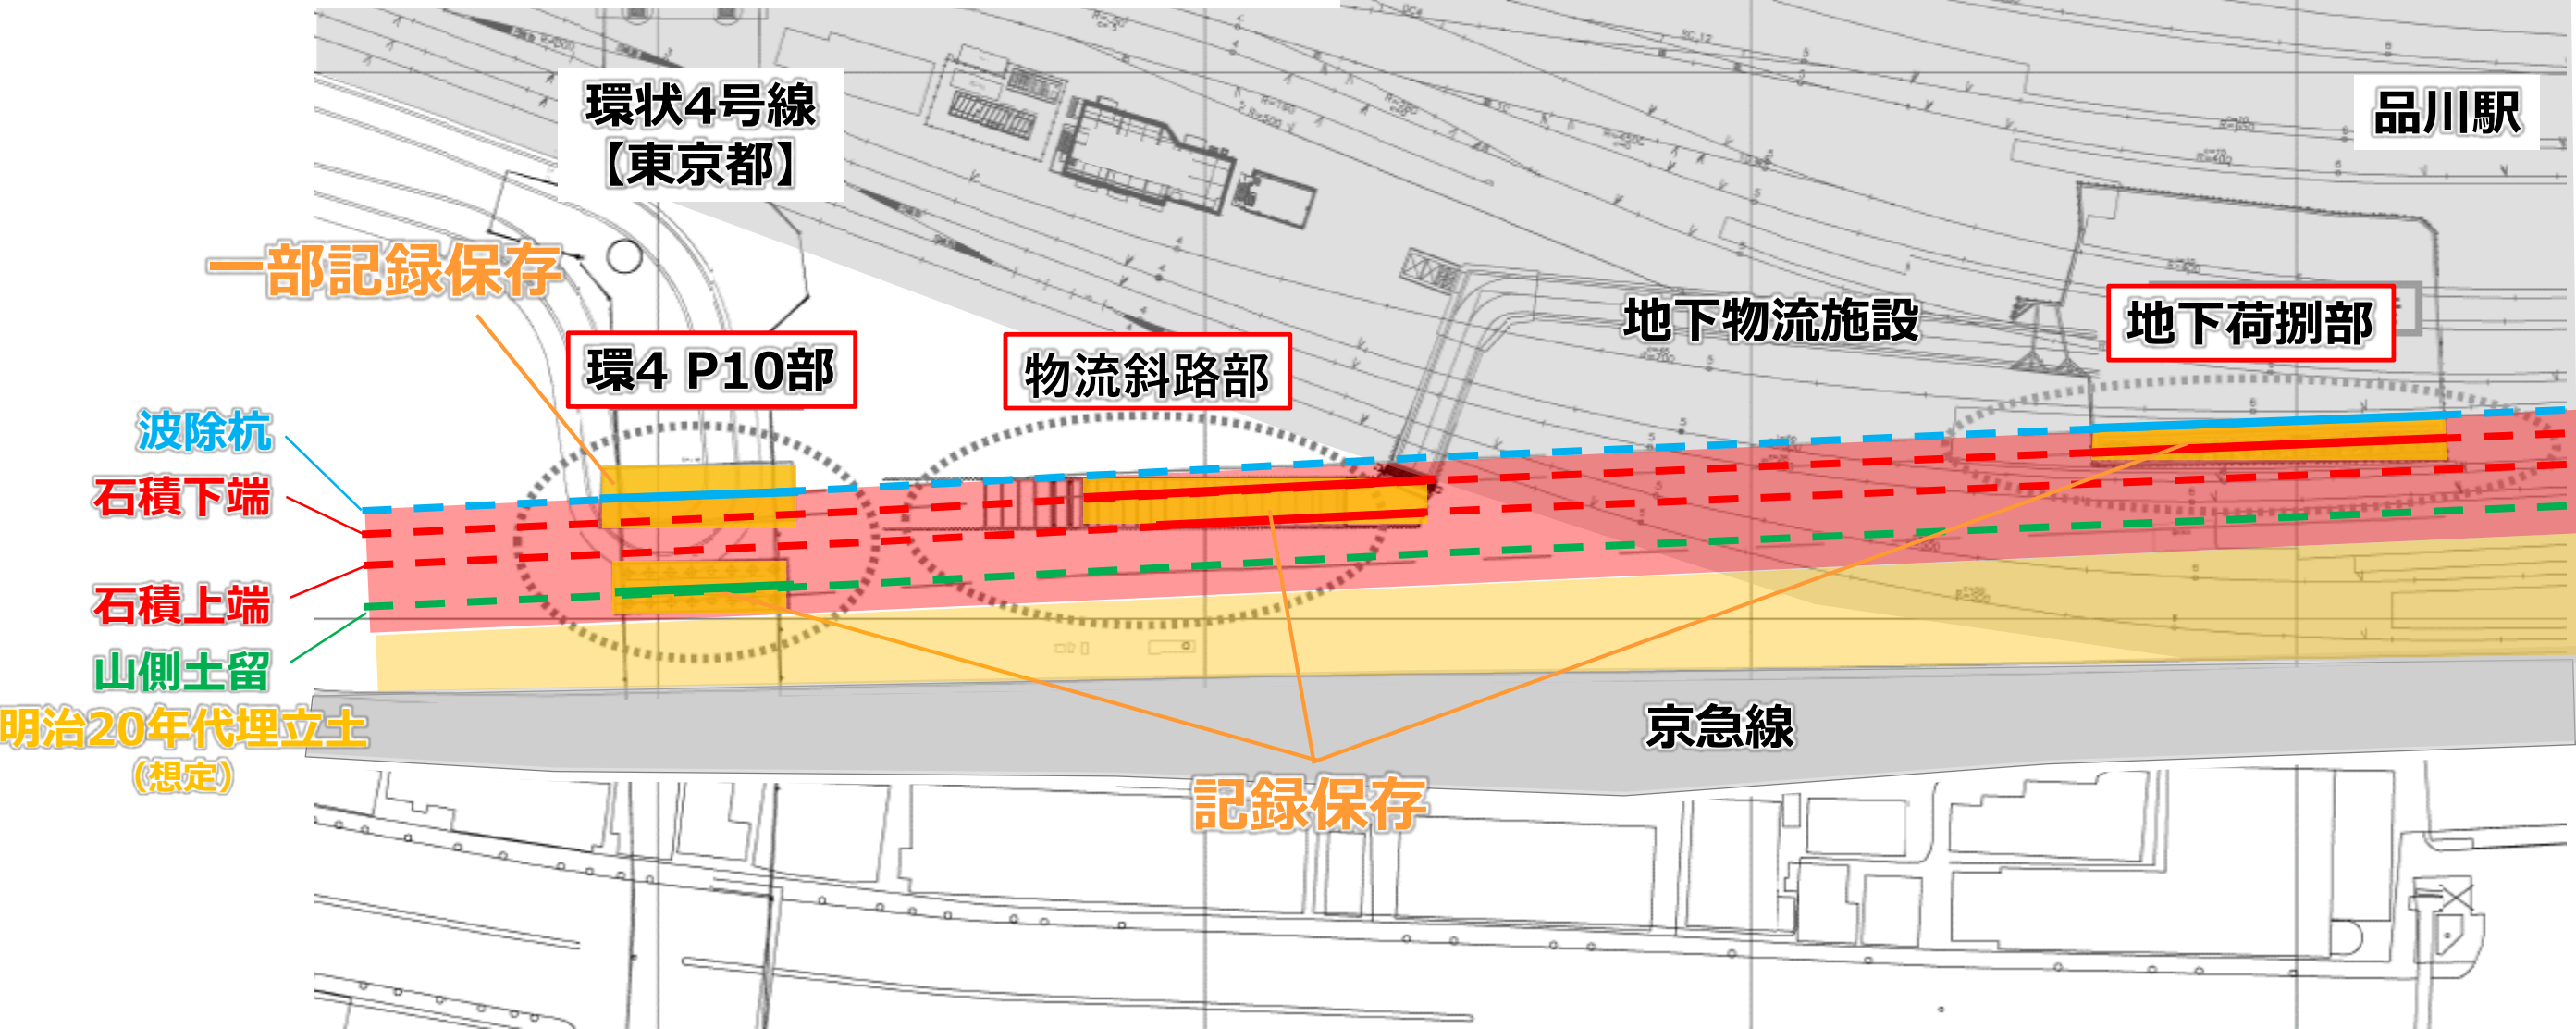 環状4号線
【東京都】
品川駅
一部記録保存
環4 P10部
物流斜路部
地下物流施設
地下荷捌部
波除杭
石積下端
石積上端
山側土留
明治20年代埋立土
（想定）
京急線
記録保存